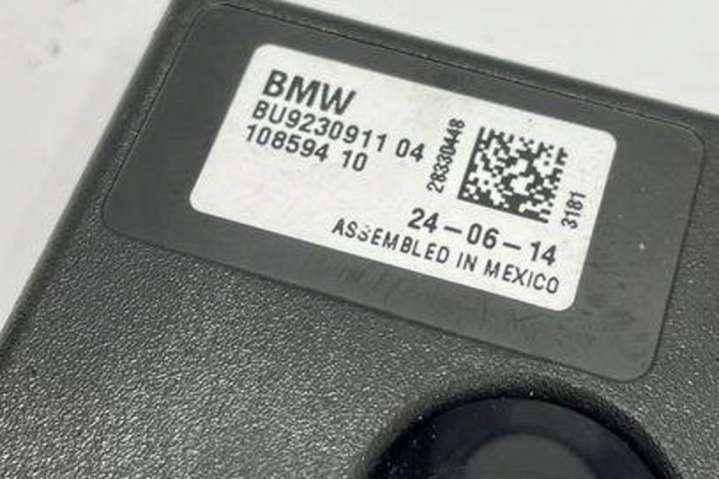 BMW
BU9230911 04
108594 10
28330448
3181
24-06-14
ASSEMBLED IN MEXICO